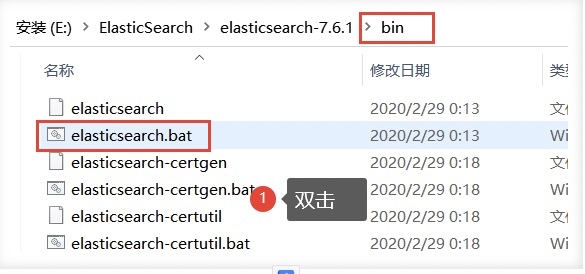 安装 (E:) > ElasticSearch > elasticsearch-7.6.1 > bin
名称 修改日期 类
elasticsearch 2020/2/29 0:13 文件
elasticsearch.bat 2020/2/29 0:13 Wi
elasticsearch-certgen 2020/2/29 0:18 文件
elasticsearch-certgen.bat 2020/2/29 0:18 Wi
1 双击
elasticsearch-certutil 2020/2/29 0:18 文件
elasticsearch-certutil.bat 2020/2/29 0:18 Wi